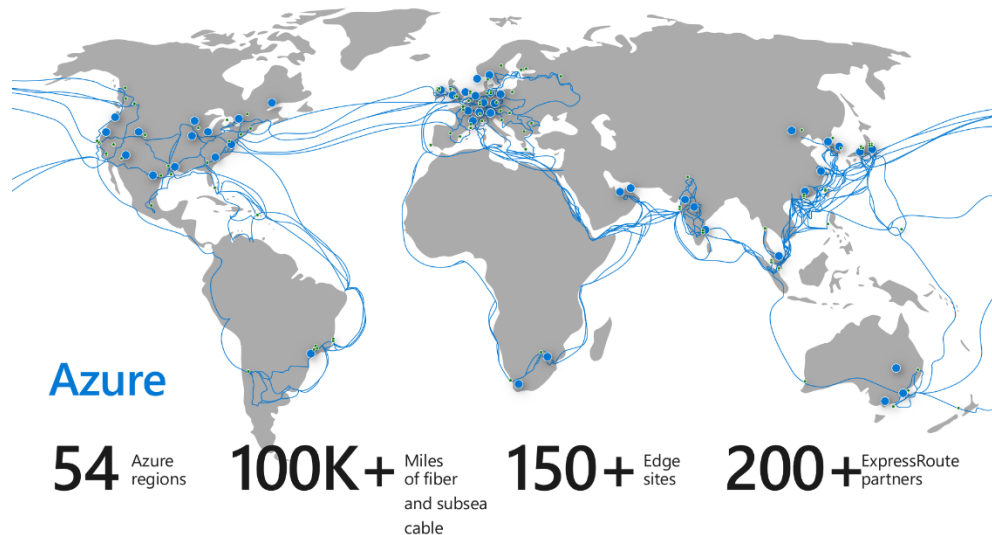 Azure
54
Azure
regions
100K+
Miles
of fiber
and subsea
cable
150+
Edge
sites
200+
ExpressRoute
partners